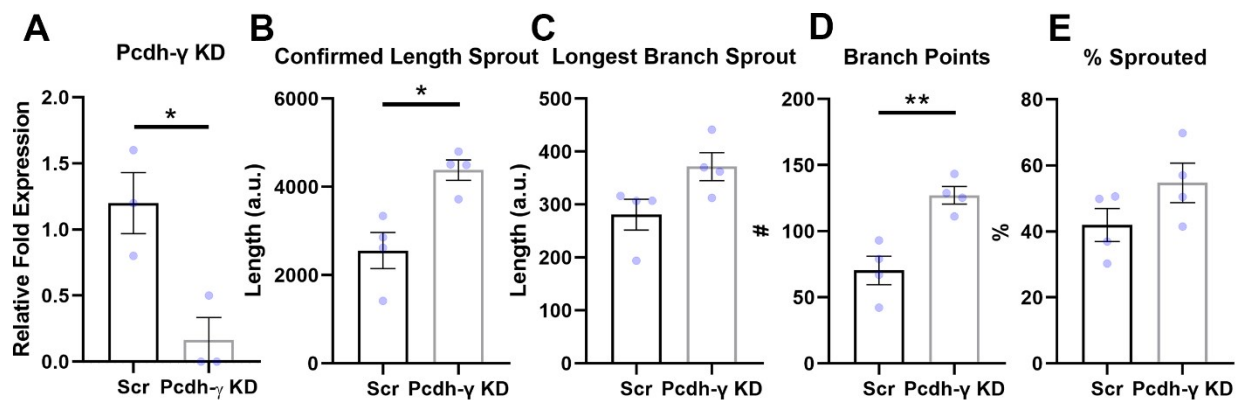 A
Pcdh-γ KD
Relative Fold Expression
2.0
1.5
1.0
0.5
0.0
*
Scr Pcdh-γ KD
B
Confirmed Length Sprout
Length (a.u.)
6000
4000
2000
0
*
Scr Pcdh-γ KD
C
Longest Branch Sprout
Length (a.u.)
500
400
300
200
100
0
Scr Pcdh-γ KD
D
Branch Points
#
200
150
100
50
0
**
Scr Pcdh-γ KD
E
% Sprouted
%
80
60
40
20
0
Scr Pcdh-γ KD